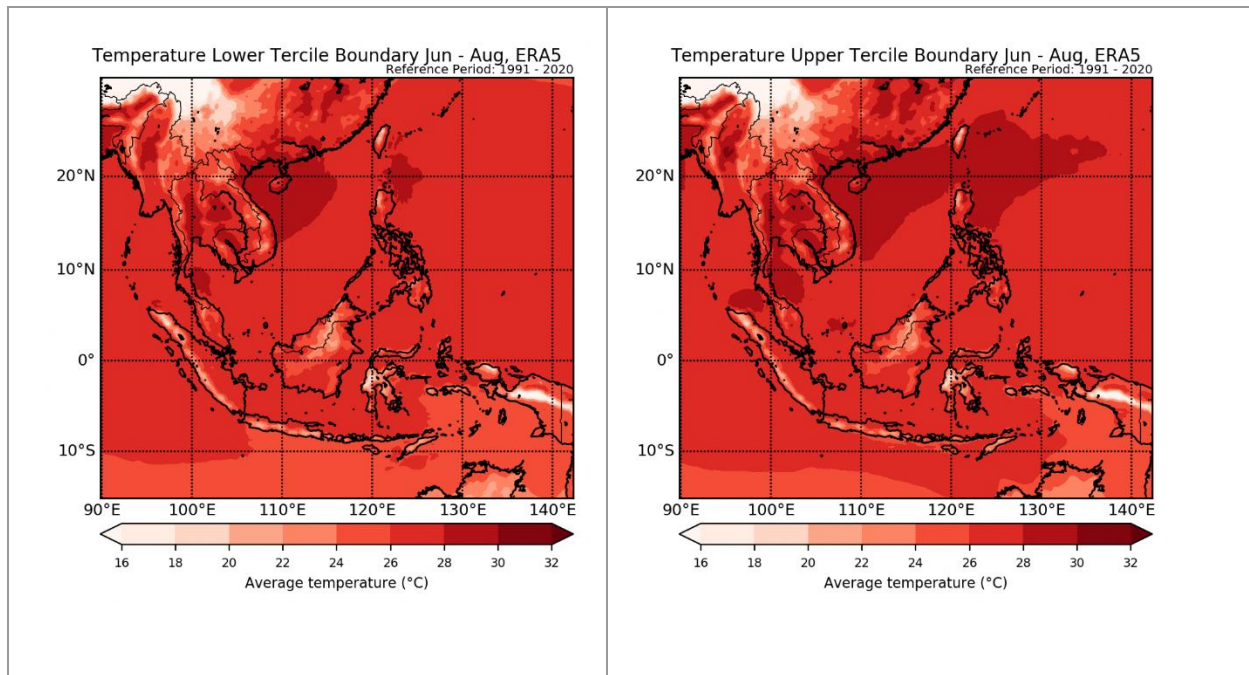 Temperature Lower Tercile Boundary Jun - Aug, ERA5
Reference Period: 1991 - 2020
20°N
10°N
0°
10°S
90°E 100°E 110°E 120°E 130°E 140°E
16 18 20 22 24 26 28 30 32
Average temperature (°C)
Temperature Upper Tercile Boundary Jun - Aug, ERA5
Reference Period: 1991 - 2020
20°N
10°N
0°
10°S
90°E 100°E 110°E 120°E 130°E 140°E
16 18 20 22 24 26 28 30 32
Average temperature (°C)